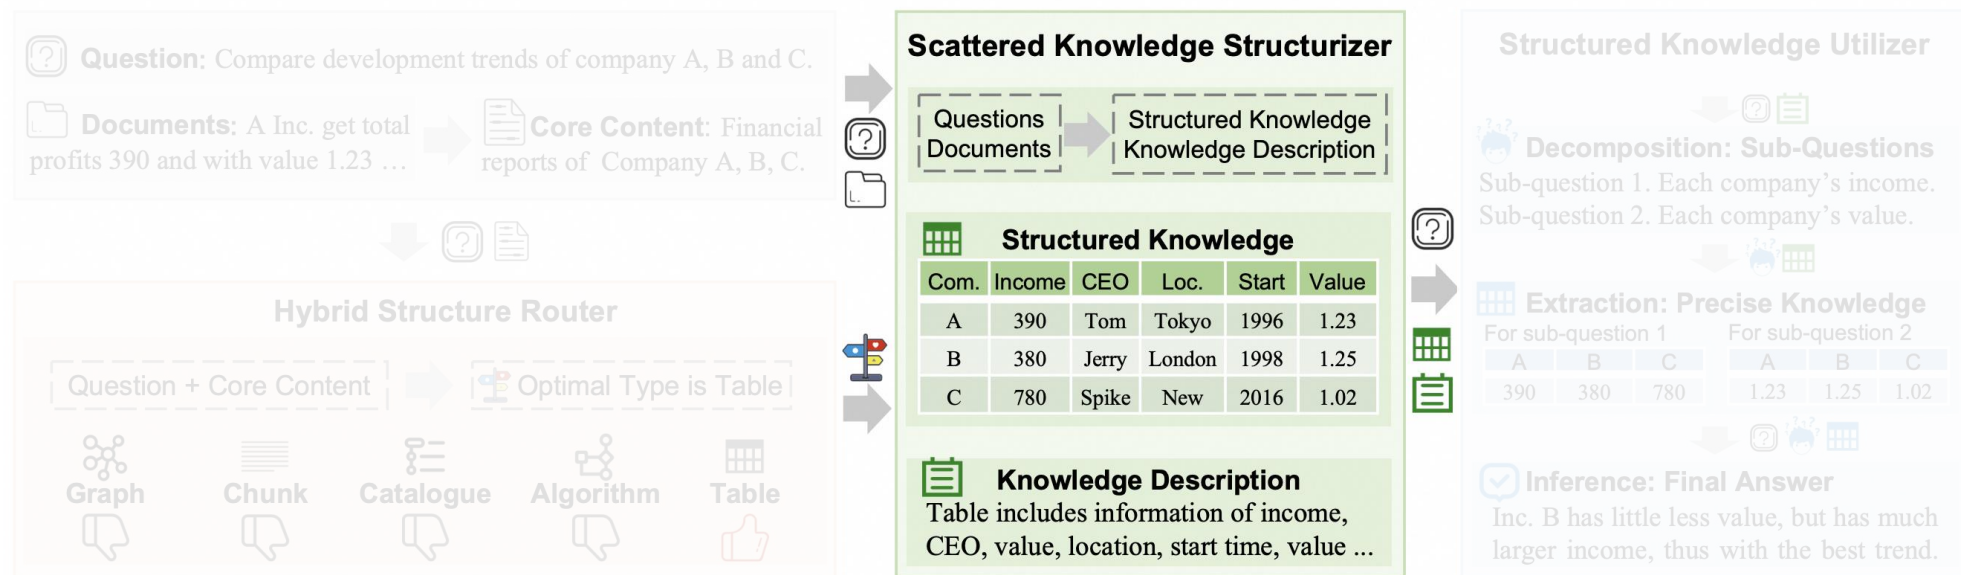 Question: Compare development trends of company A, B and C.
Documents: A Inc. get total
profits 390 and with value 1.23 ...
Core Content: Financial
reports of Company A, B, C.
Hybrid Structure Router
Question + Core Content
Optimal Type is Table
Graph
Chunk
Catalogue
Algorithm
Table
Scattered Knowledge Structurizer
Questions
Documents
Structured Knowledge
Knowledge Description
Structured Knowledge
Com. Income CEO Loc. Start Value
A 390 Tom Tokyo 1996 1.23
B 380 Jerry London 1998 1.25
C 780 Spike New 2016 1.02
Knowledge Description
Table includes information of income,
CEO, value, location, start time, value ...
Structured Knowledge Utilizer
Decomposition: Sub-Questions
Sub-question 1. Each company's income.
Sub-question 2. Each company's value.
Extraction: Precise Knowledge
For sub-question 1
A B C
390 380 780
For sub-question 2
A B C
1.23 1.25 1.02
Inference: Final Answer
Inc. B has little less value, but has much
larger income, thus with the best trend.